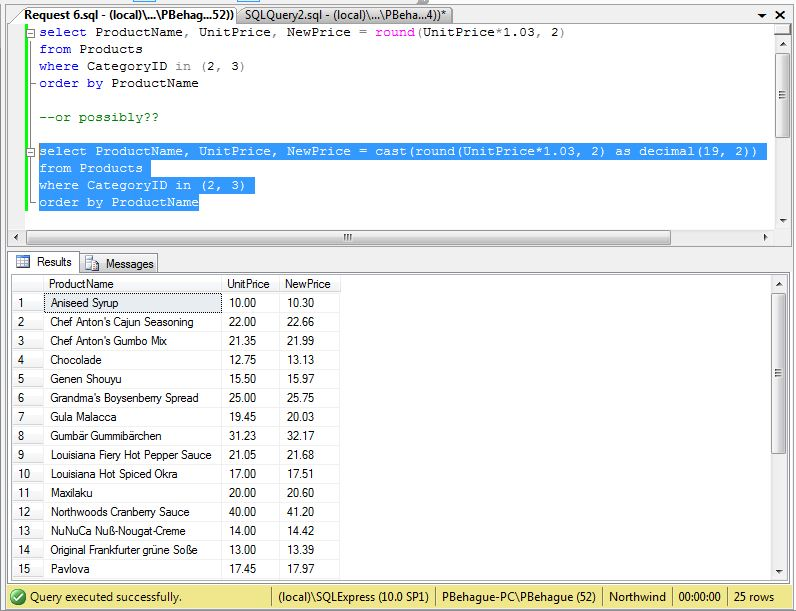 Request 6.sql - (local)\...\PBehag...52)) SQLQuery2.sql - (local)\...\PBeha...4))*
select ProductName, UnitPrice, NewPrice = round(UnitPrice*1.03, 2)
from Products
where CategoryID in (2, 3)
order by ProductName
--or possibly??
select ProductName, UnitPrice, NewPrice = cast(round(UnitPrice*1.03, 2) as decimal(19, 2))
from Products
where CategoryID in (2, 3)
order by ProductName
Results Messages
ProductName UnitPrice NewPrice
1 Aniseed Syrup 10.00 10.30
2 Chef Anton's Cajun Seasoning 22.00 22.66
3 Chef Anton's Gumbo Mix 21.35 21.99
4 Chocolade 12.75 13.13
5 Genen Shouyu 15.50 15.97
6 Grandma's Boysenberry Spread 25.00 25.75
7 Gula Malacca 19.45 20.03
8 Gumbär Gummibärchen 31.23 32.17
9 Louisiana Fiery Hot Pepper Sauce 21.05 21.68
10 Louisiana Hot Spiced Okra 17.00 17.51
11 Maxilaku 20.00 20.60
12 Northwoods Cranberry Sauce 40.00 41.20
13 NuNuCa Nuß-Nougat-Creme 14.00 14.42
14 Original Frankfurter grüne Soße 13.00 13.39
15 Pavlova 17.45 17.97
Query executed successfully. (local)\SQLExpress (10.0 SP1) PBehague-PC\PBehague (52) Northwind 00:00:00 25 rows